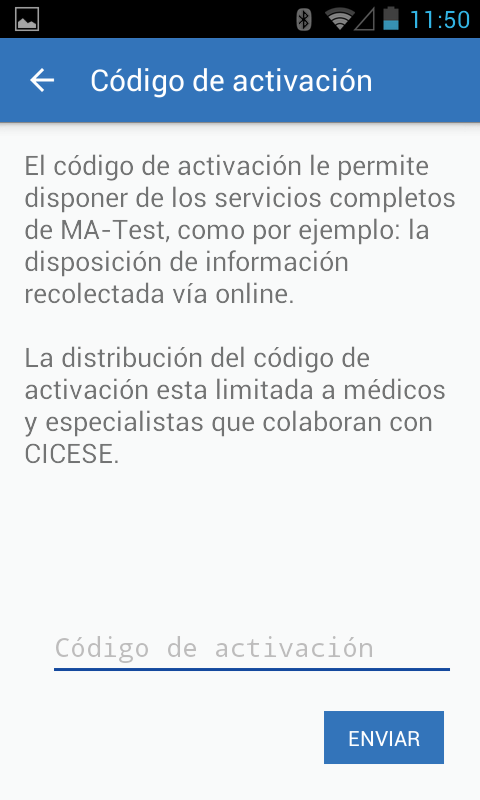 11:50
Código de activación
El código de activación le permite
disponer de los servicios completos
de MA-Test, como por ejemplo: la
disposición de información
recolectada vía online.
La distribución del código de
activación esta limitada a médicos
y especialistas que colaboran con
CICESE.
Código de activación
ENVIAR